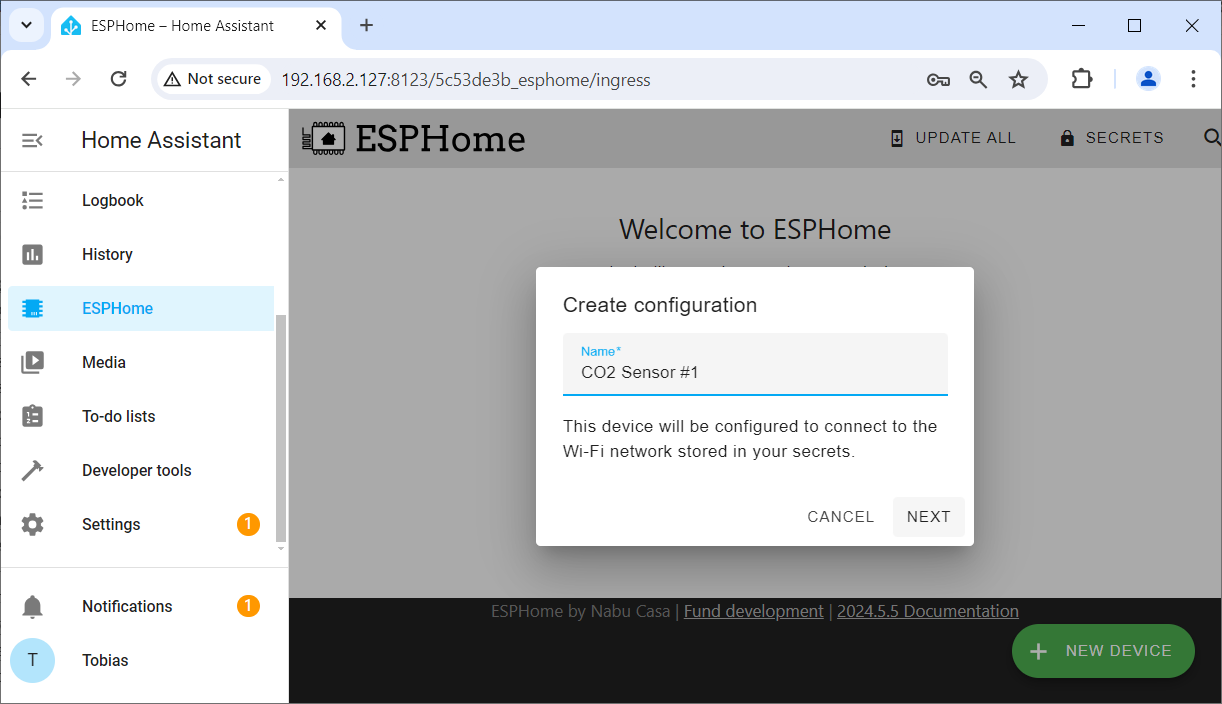 ESPHome – Home Assistant
Not secure
192.168.2.127:8123/5c53de3b_esphome/ingress
Home Assistant
Logbook
History
ESPHome
Media
To-do lists
Developer tools
Settings
1
Notifications
1
T
Tobias
ESPHome
UPDATE ALL
SECRETS
Welcome to ESPHome
Create configuration
Name*
CO2 Sensor #1
This device will be configured to connect to the
Wi-Fi network stored in your secrets.
CANCEL
NEXT
ESPHome by Nabu Casa | Fund development | 2024.5.5 Documentation
+ NEW DEVICE